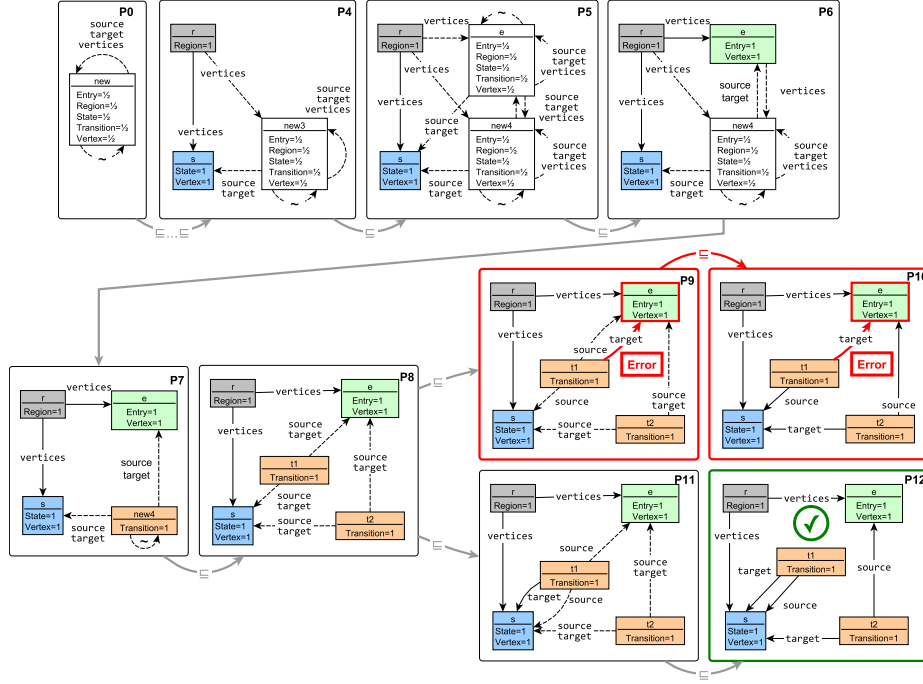 P0
source
target
vertices
new
Entry=½
Region=½
State=½
Transition=½
Vertex=½
~
⊑...⊑
P4
r
Region=1
vertices
vertices
source
target
vertices
new3
Entry=½
Region=½
State=½
Transition=½
Vertex=½
~
s
State=1
Vertex=1
source
target
⊑
P5
r
Region=1
~
e
Entry=½
Region=½
State=½
Transition=½
Vertex=½
source
target
vertices
vertices
source
target
vertices
source
target
vertices
new4
Entry=½
Region=½
State=½
Transition=½
Vertex=½
~
source
target
vertices
s
State=1
Vertex=1
source
target
⊑
P6
r
Region=1
vertices
e
Entry=1
Vertex=1
vertices
source
target
vertices
vertices
new4
Entry=½
Region=½
State=½
Transition=½
Vertex=½
~
source
target
vertices
s
State=1
Vertex=1
source
target
P7
r
Region=1
vertices
e
Entry=1
Vertex=1
vertices
source
target
s
State=1
Vertex=1
new4
Transition=1
~
source
target
⊑
P8
r
Region=1
vertices
e
Entry=1
Vertex=1
source
target
vertices
t1
Transition=1
source
target
source
target
s
State=1
Vertex=1
source
target
t2
Transition=1
⊑
⊑
P9
r
Region=1
vertices
e
Entry=1
Vertex=1
vertices
target
source
Error
t1
Transition=1
source
source
target
s
State=1
Vertex=1
source
target
t2
Transition=1
⊑
P10
r
Region=1
vertices
e
Entry=1
Vertex=1
vertices
target
Error
t1
Transition=1
source
source
s
State=1
Vertex=1
target
t2
Transition=1
P11
r
Region=1
vertices
e
Entry=1
Vertex=1
vertices
source
source
target
t1
Transition=1
target
source
s
State=1
Vertex=1
source
target
t2
Transition=1
⊑
P12
r
Region=1
vertices
e
Entry=1
Vertex=1
vertices
t1
Transition=1
target
source
source
s
State=1
Vertex=1
target
t2
Transition=1